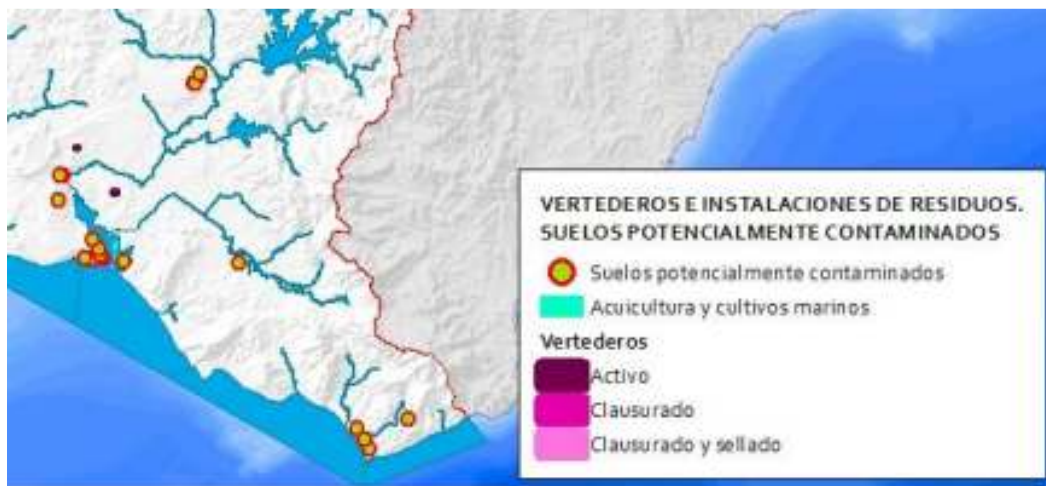 VERTEDEROS E INSTALACIONES DE RESIDUOS.
SUELOS POTENCIALMENTE CONTAMINADOS
Suelos potencialmente contaminados
Acuicultura y cultivos marinos
Vertederos
Activo
Clausurado
Clausurado y sellado